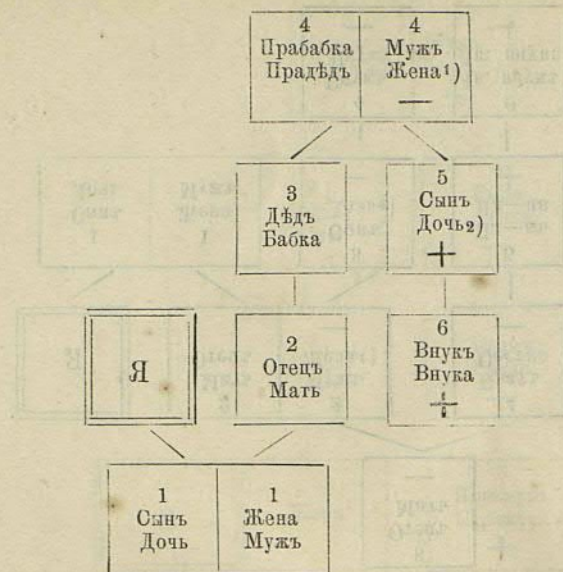 4
Прабабка
Прадѣдъ
4
Мужъ
Жена¹)
—
3
Дѣдъ
Бабка
5
Сынъ
Дочь₂)
+
Я
2
Отецъ
Мать
6
Внукъ
Внука
1
Сынъ
Дочь
1
Жена
Мужъ